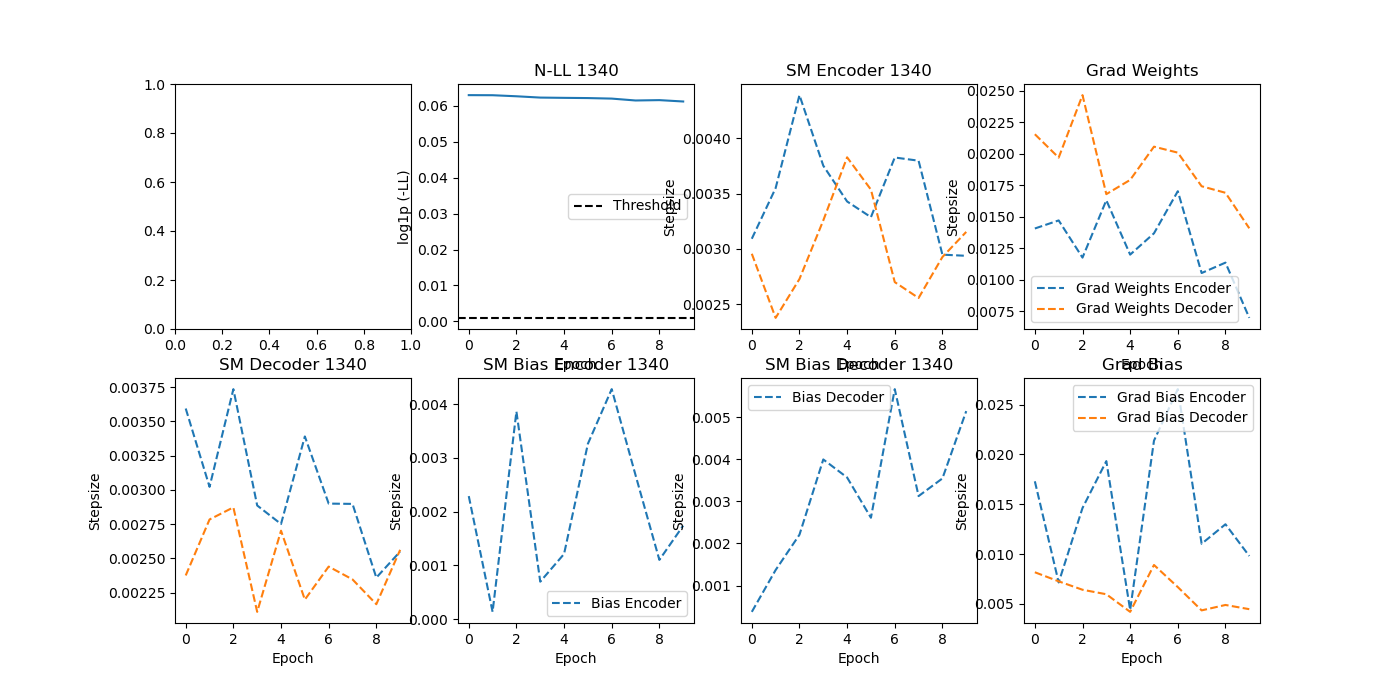 N-LL 1340
SM Encoder 1340
Grad Weights
1.0
0.8
0.6
0.4
0.2
0.0
0.0 0.2 0.4 0.6 0.8 1.0
log1p (-LL)
0.06
0.05
0.04
0.03
0.02
0.01
0.00
0 2 4 6 8
Epoch
Threshold
Stepsize
0.0040
0.0035
0.0030
0.0025
0 2 4 6 8
Epoch
Stepsize
0.0250
0.0225
0.0200
0.0175
0.0150
0.0125
0.0100
0.0075
0 2 4 6 8
Epoch
Grad Weights Encoder
Grad Weights Decoder
SM Decoder 1340
SM Bias Encoder 1340
SM Bias Decoder 1340
Grad Bias
Stepsize
0.00375
0.00350
0.00325
0.00300
0.00275
0.00250
0.00225
0 2 4 6 8
Epoch
Stepsize
0.004
0.003
0.002
0.001
0.000
0 2 4 6 8
Epoch
Bias Encoder
Stepsize
0.005
0.004
0.003
0.002
0.001
0 2 4 6 8
Epoch
Bias Decoder
Stepsize
0.025
0.020
0.015
0.010
0.005
0 2 4 6 8
Epoch
Grad Bias Encoder
Grad Bias Decoder